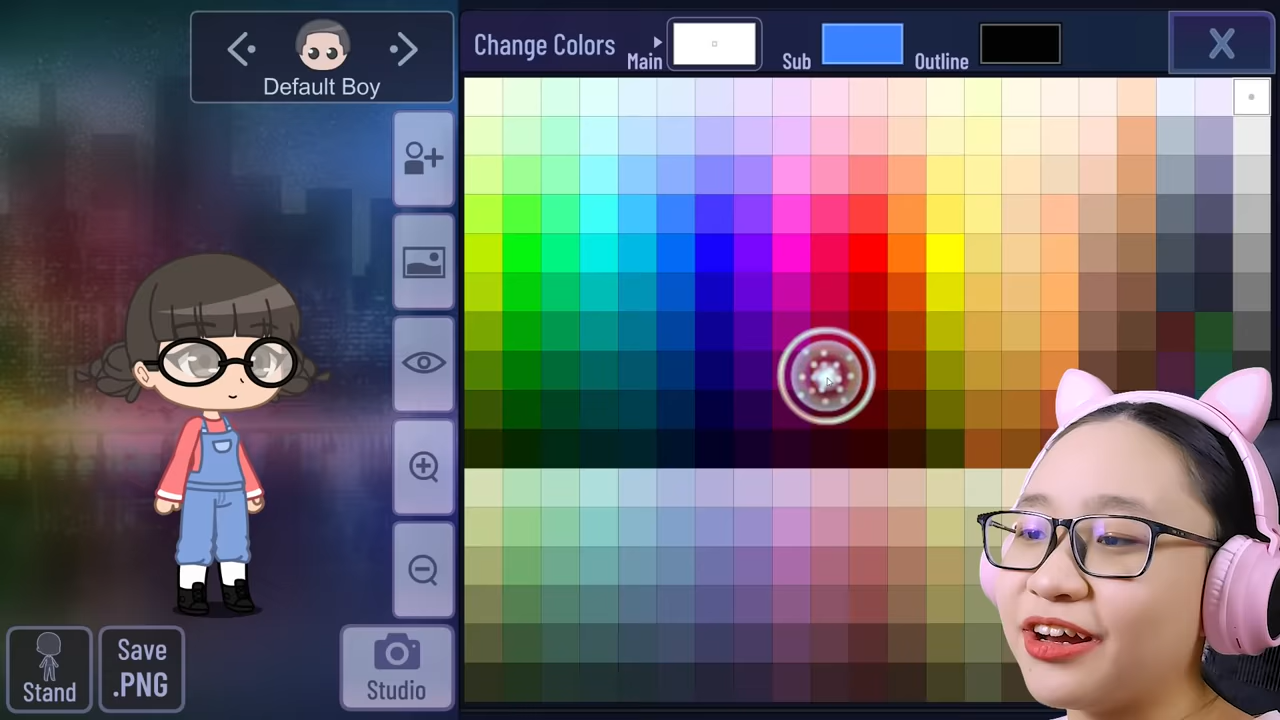 Default Boy
Change Colors
Main
Sub
Outline
X
Stand
Save
.PNG
Studio